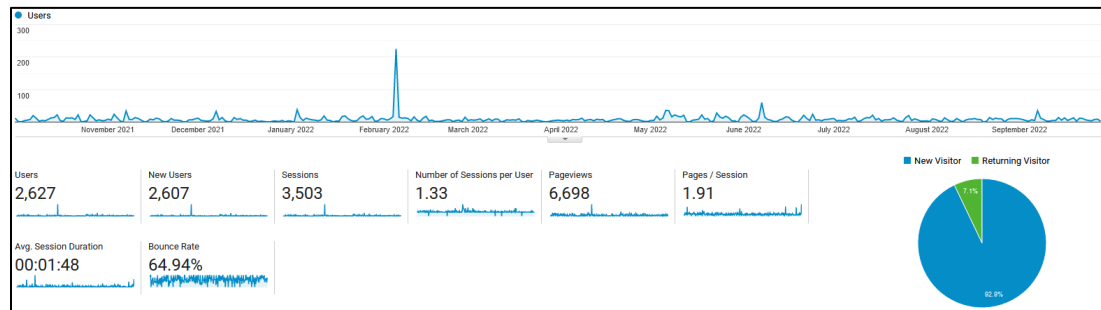 Users
300
200
100
November 2021 December 2021 January 2022 February 2022 March 2022 April 2022 May 2022 June 2022 July 2022 August 2022 September 2022
New Visitor Returning Visitor
Users New Users Sessions Number of Sessions per User Pageviews Pages / Session
2,627 2,607 3,503 1.33 6,698 1.91
7.1%
Avg. Session Duration Bounce Rate
00:01:48 64.94%
92.9%